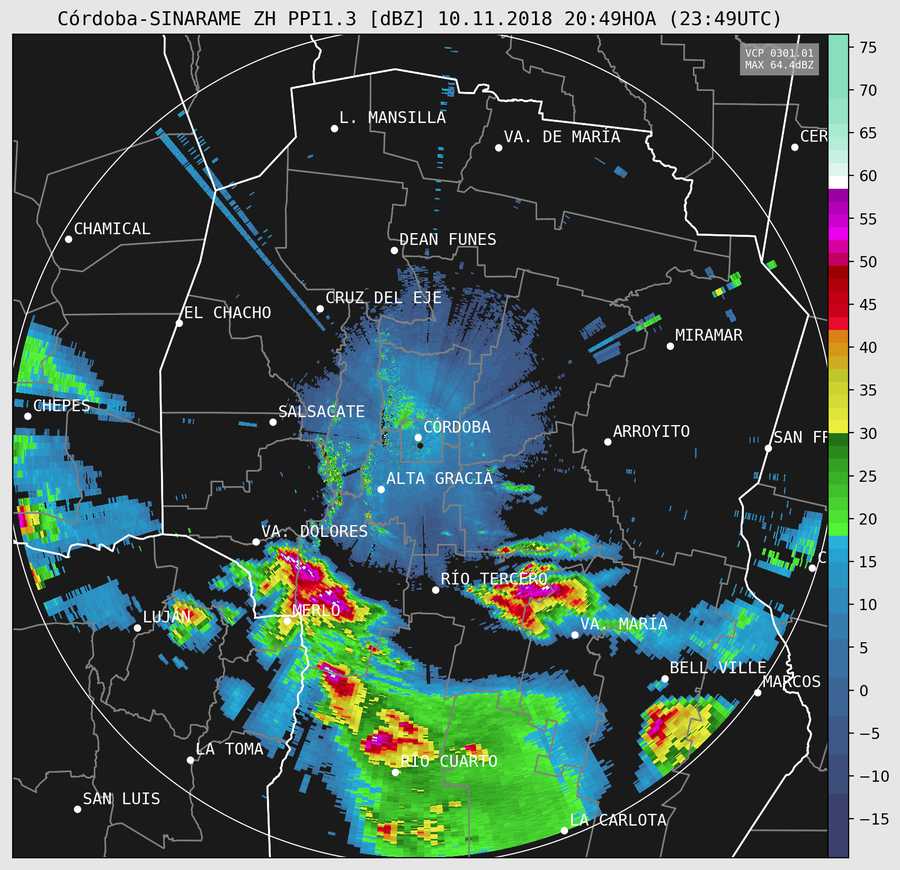 Córdoba-SINARAME ZH PPI1.3 [dBZ] 10.11.2018 20:49HOA (23:49UTC)
VCP 0301.01
MAX 64.4dBZ
75
70
65
60
55
50
45
40
35
30
25
20
15
10
5
0
−5
−10
−15
L. MANSILLA
VA. DE MARÍA
CER
CHAMICAL
DEAN FUNES
CRUZ DEL EJE
EL CHACHO
MIRAMAR
CHEPES
SALSACATE
CÓRDOBA
ARROYITO
SAN FR
ALTA GRACIA
VA. DOLORES
C
RÍO TERCERO
MERLO
LUJÁN
VA. MARÍA
BELL VILLE
MARCOS
LA TOMA
RÍO CUARTO
SAN LUIS
LA CARLOTA